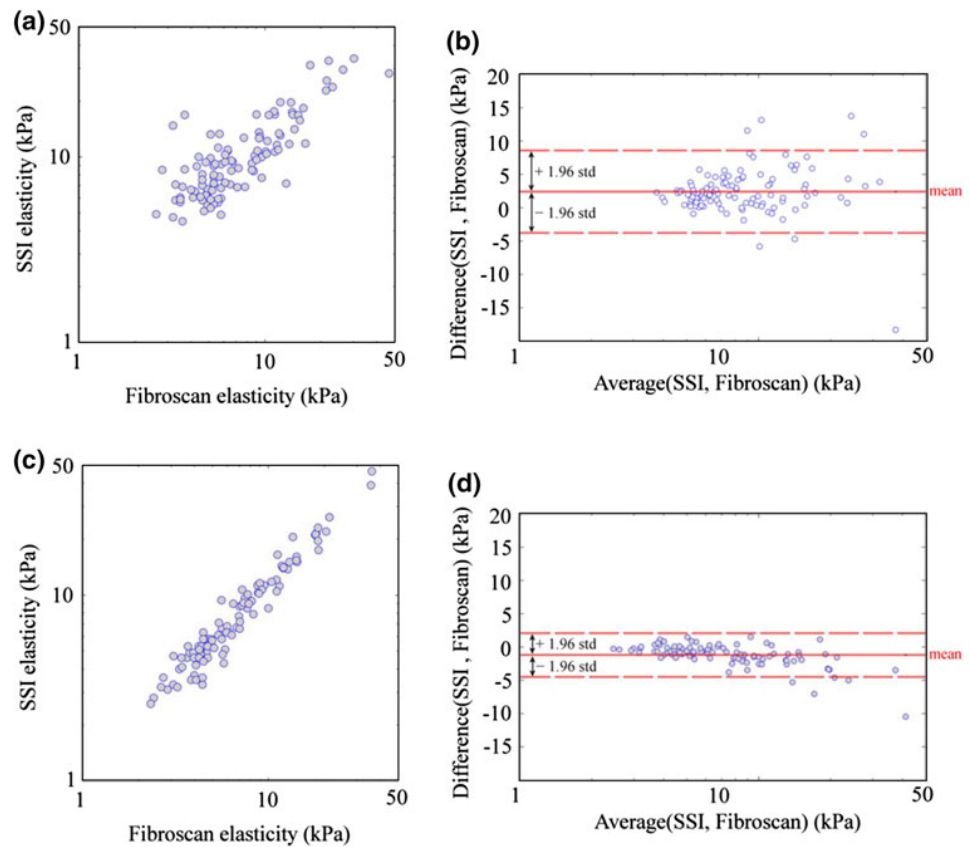 (a)
50
10
1
SSI elasticity (kPa)
1
10
50
Fibroscan elasticity (kPa)
(b)
20
15
10
5
0
-5
-10
-15
Difference(SSI , Fibroscan) (kPa)
+ 1.96 std
− 1.96 std
mean
1
10
50
Average(SSI, Fibroscan) (kPa)
(c)
50
10
1
SSI elasticity (kPa)
1
10
50
Fibroscan elasticity (kPa)
(d)
20
15
10
5
0
-5
-10
-15
Difference(SSI, Fibroscan) (kPa)
+ 1.96 std
− 1.96 std
mean
1
10
50
Average(SSI, Fibroscan) (kPa)